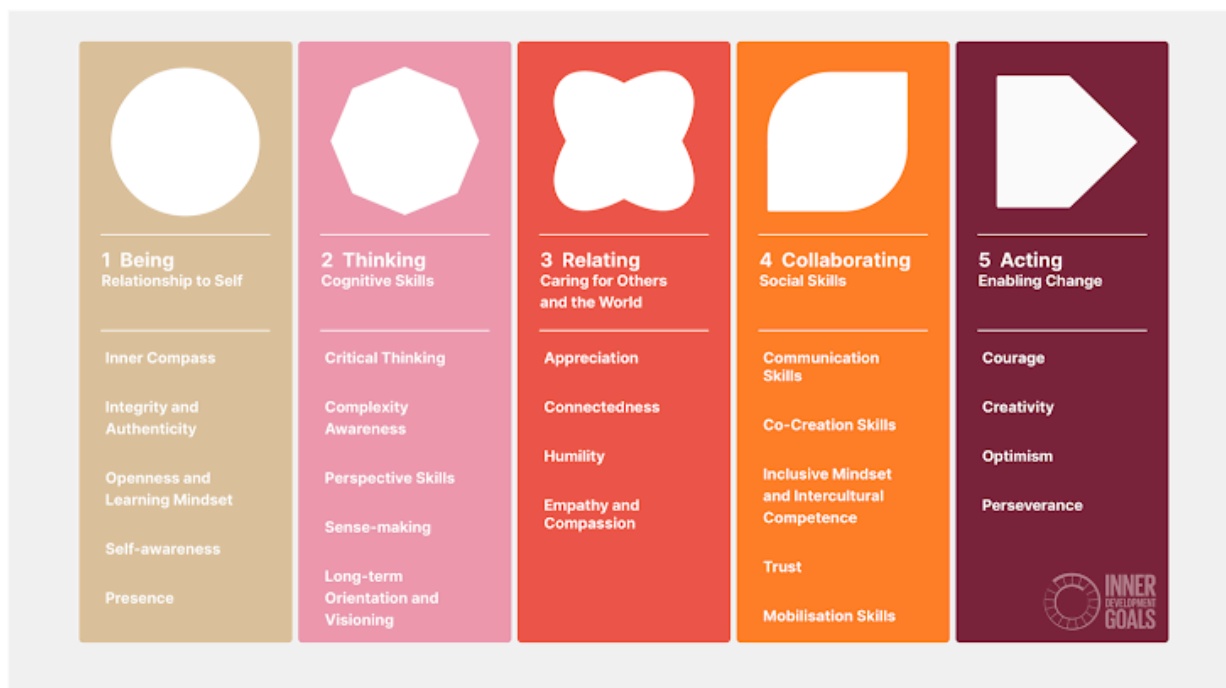 1 Being
Relationship to Self
Inner Compass
Integrity and
Authenticity
Openness and
Learning Mindset
Self-awareness
Presence
2 Thinking
Cognitive Skills
Critical Thinking
Complexity
Awareness
Perspective Skills
Sense-making
Long-term
Orientation and
Visioning
3 Relating
Caring for Others
and the World
Appreciation
Connectedness
Humility
Empathy and
Compassion
4 Collaborating
Social Skills
Communication
Skills
Co-Creation Skills
Inclusive Mindset
and Intercultural
Competence
Trust
Mobilisation Skills
5 Acting
Enabling Change
Courage
Creativity
Optimism
Perseverance
INNER
DEVELOPMENT
GOALS